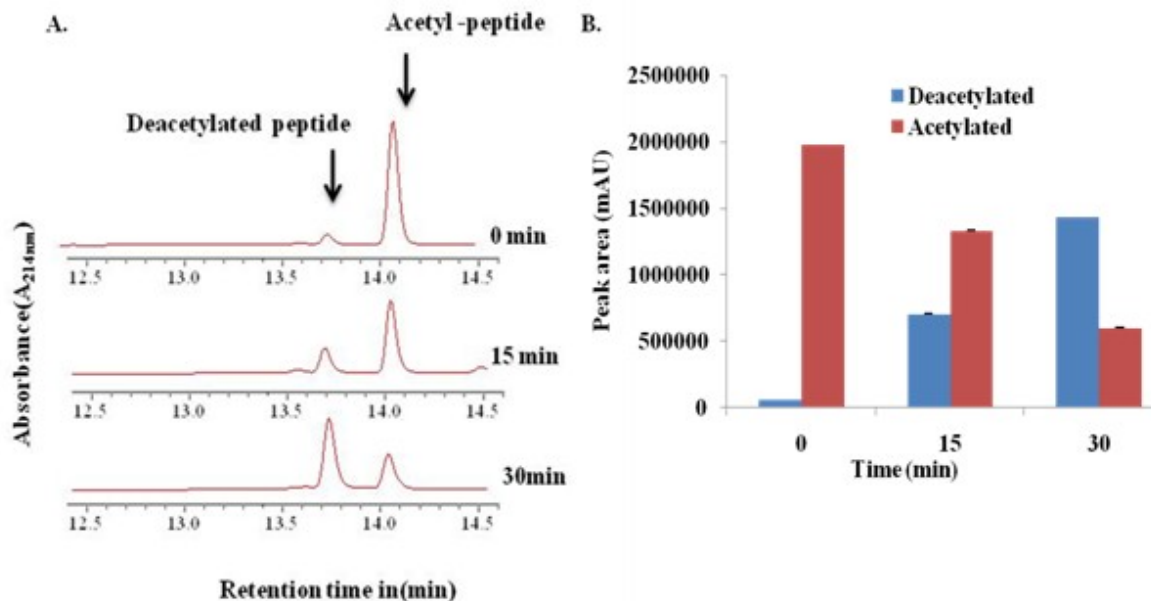 A.
Acetyl -peptide
Deacetylated peptide
Absorbance(A214nm)
0 min
12.5 13.0 13.5 14.0 14.5
15 min
12.5 13.0 13.5 14.0 14.5
30min
12.5 13.0 13.5 14.0 14.5
Retention time in(min)
B.
Deacetylated
Acetylated
Peak area (mAU)
2500000
2000000
1500000
1000000
500000
0
0 15 30
Time (min)